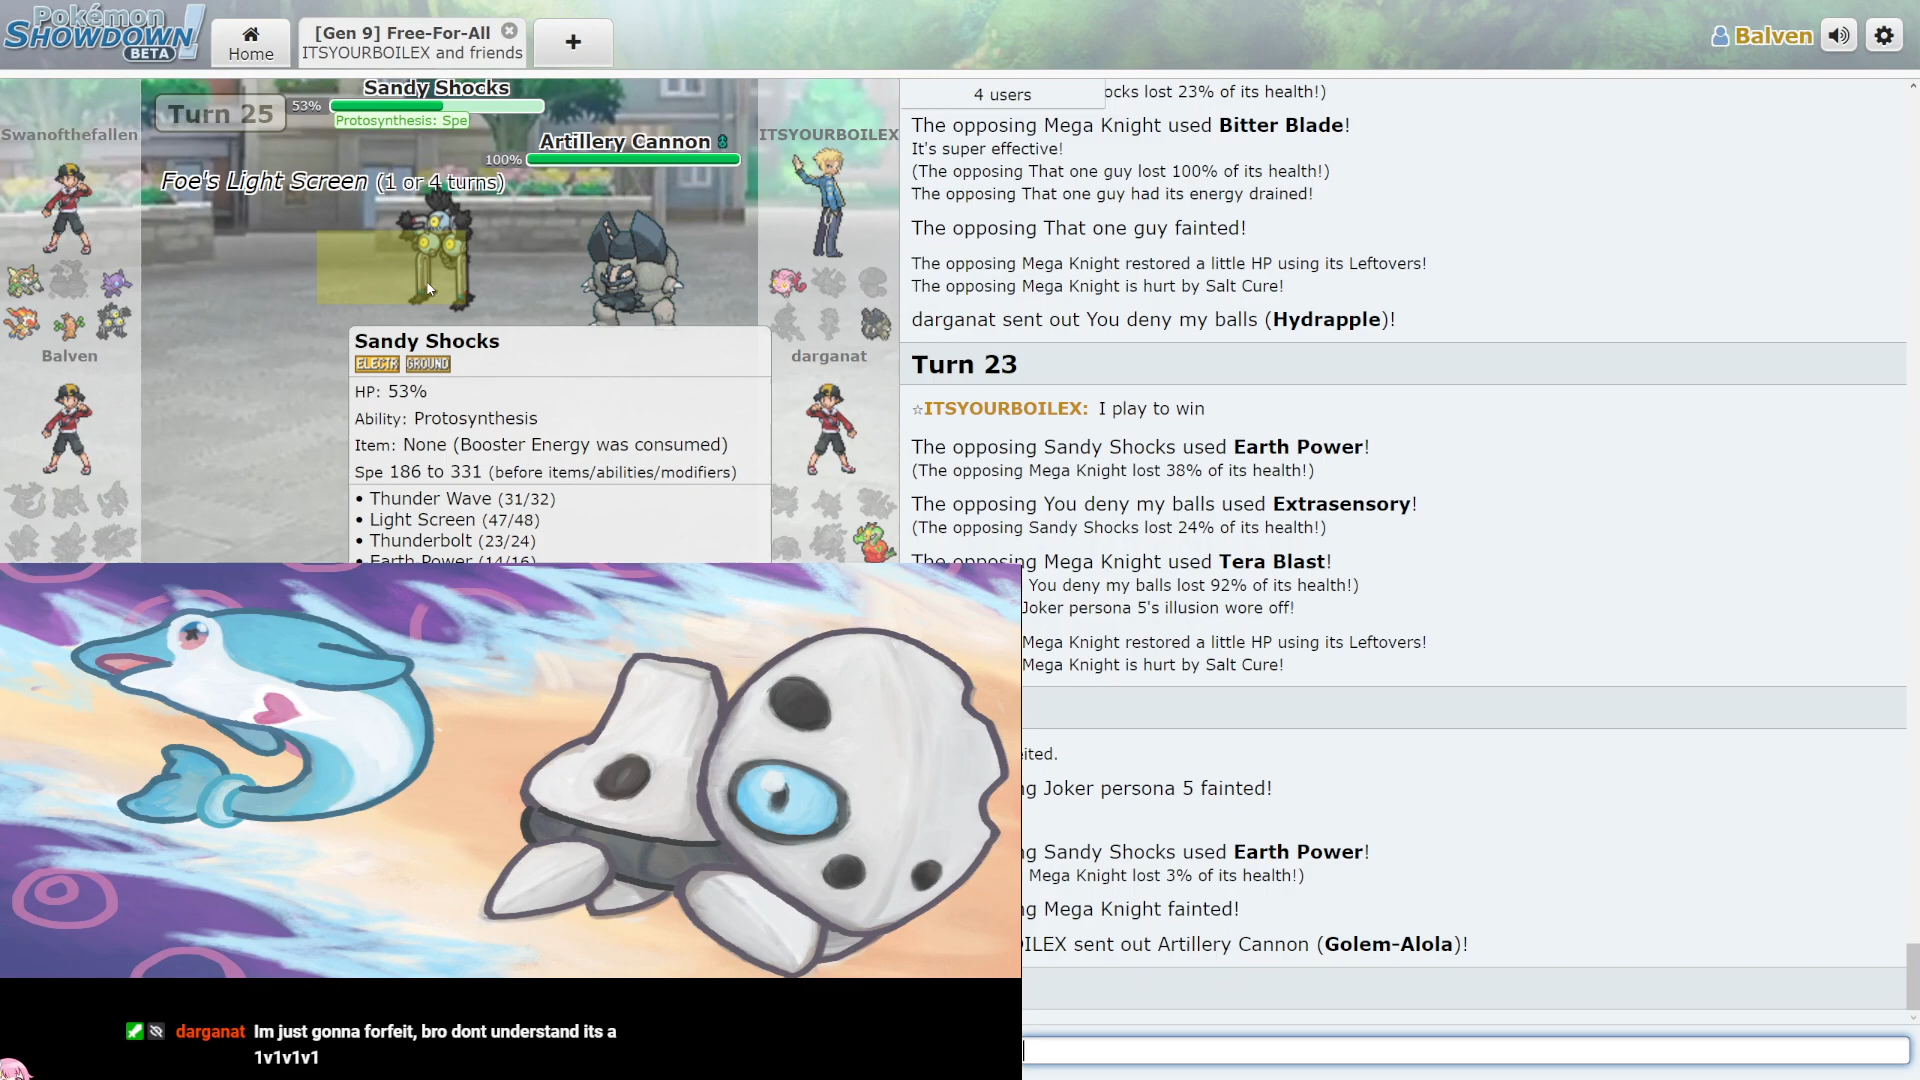 Pokémon
SHOWDOWN!
BETA
Home
[Gen 9] Free-For-All
ITSYOURBOILEX and friends
+
Balven
Turn 25
Sandy Shocks
53%
Protosynthesis: Spe
Artillery Cannon
100%
Foe's Light Screen (1 or 4 turns)
Swanofthefallen
ITSYOURBOILEX
Balven
darganat
Sandy Shocks
ELECTR GROUND
HP: 53%
Ability: Protosynthesis
Item: None (Booster Energy was consumed)
Spe 186 to 331 (before items/abilities/modifiers)
• Thunder Wave (31/32)
• Light Screen (47/48)
• Thunderbolt (23/24)
• Earth Power (14/16)
4 users
ocks lost 23% of its health!)
The opposing Mega Knight used Bitter Blade!
It's super effective!
(The opposing That one guy lost 100% of its health!)
The opposing That one guy had its energy drained!
The opposing That one guy fainted!
The opposing Mega Knight restored a little HP using its Leftovers!
The opposing Mega Knight is hurt by Salt Cure!
darganat sent out You deny my balls (Hydrapple)!
Turn 23
☆ITSYOURBOILEX: I play to win
The opposing Sandy Shocks used Earth Power!
(The opposing Mega Knight lost 38% of its health!)
The opposing You deny my balls used Extrasensory!
(The opposing Sandy Shocks lost 24% of its health!)
The opposing Mega Knight used Tera Blast!
You deny my balls lost 92% of its health!)
Joker persona 5's illusion wore off!
Mega Knight restored a little HP using its Leftovers!
Mega Knight is hurt by Salt Cure!
ited.
g Joker persona 5 fainted!
g Sandy Shocks used Earth Power!
Mega Knight lost 3% of its health!)
g Mega Knight fainted!
ILEX sent out Artillery Cannon (Golem-Alola)!
darganat Im just gonna forfeit, bro dont understand its a
1v1v1v1